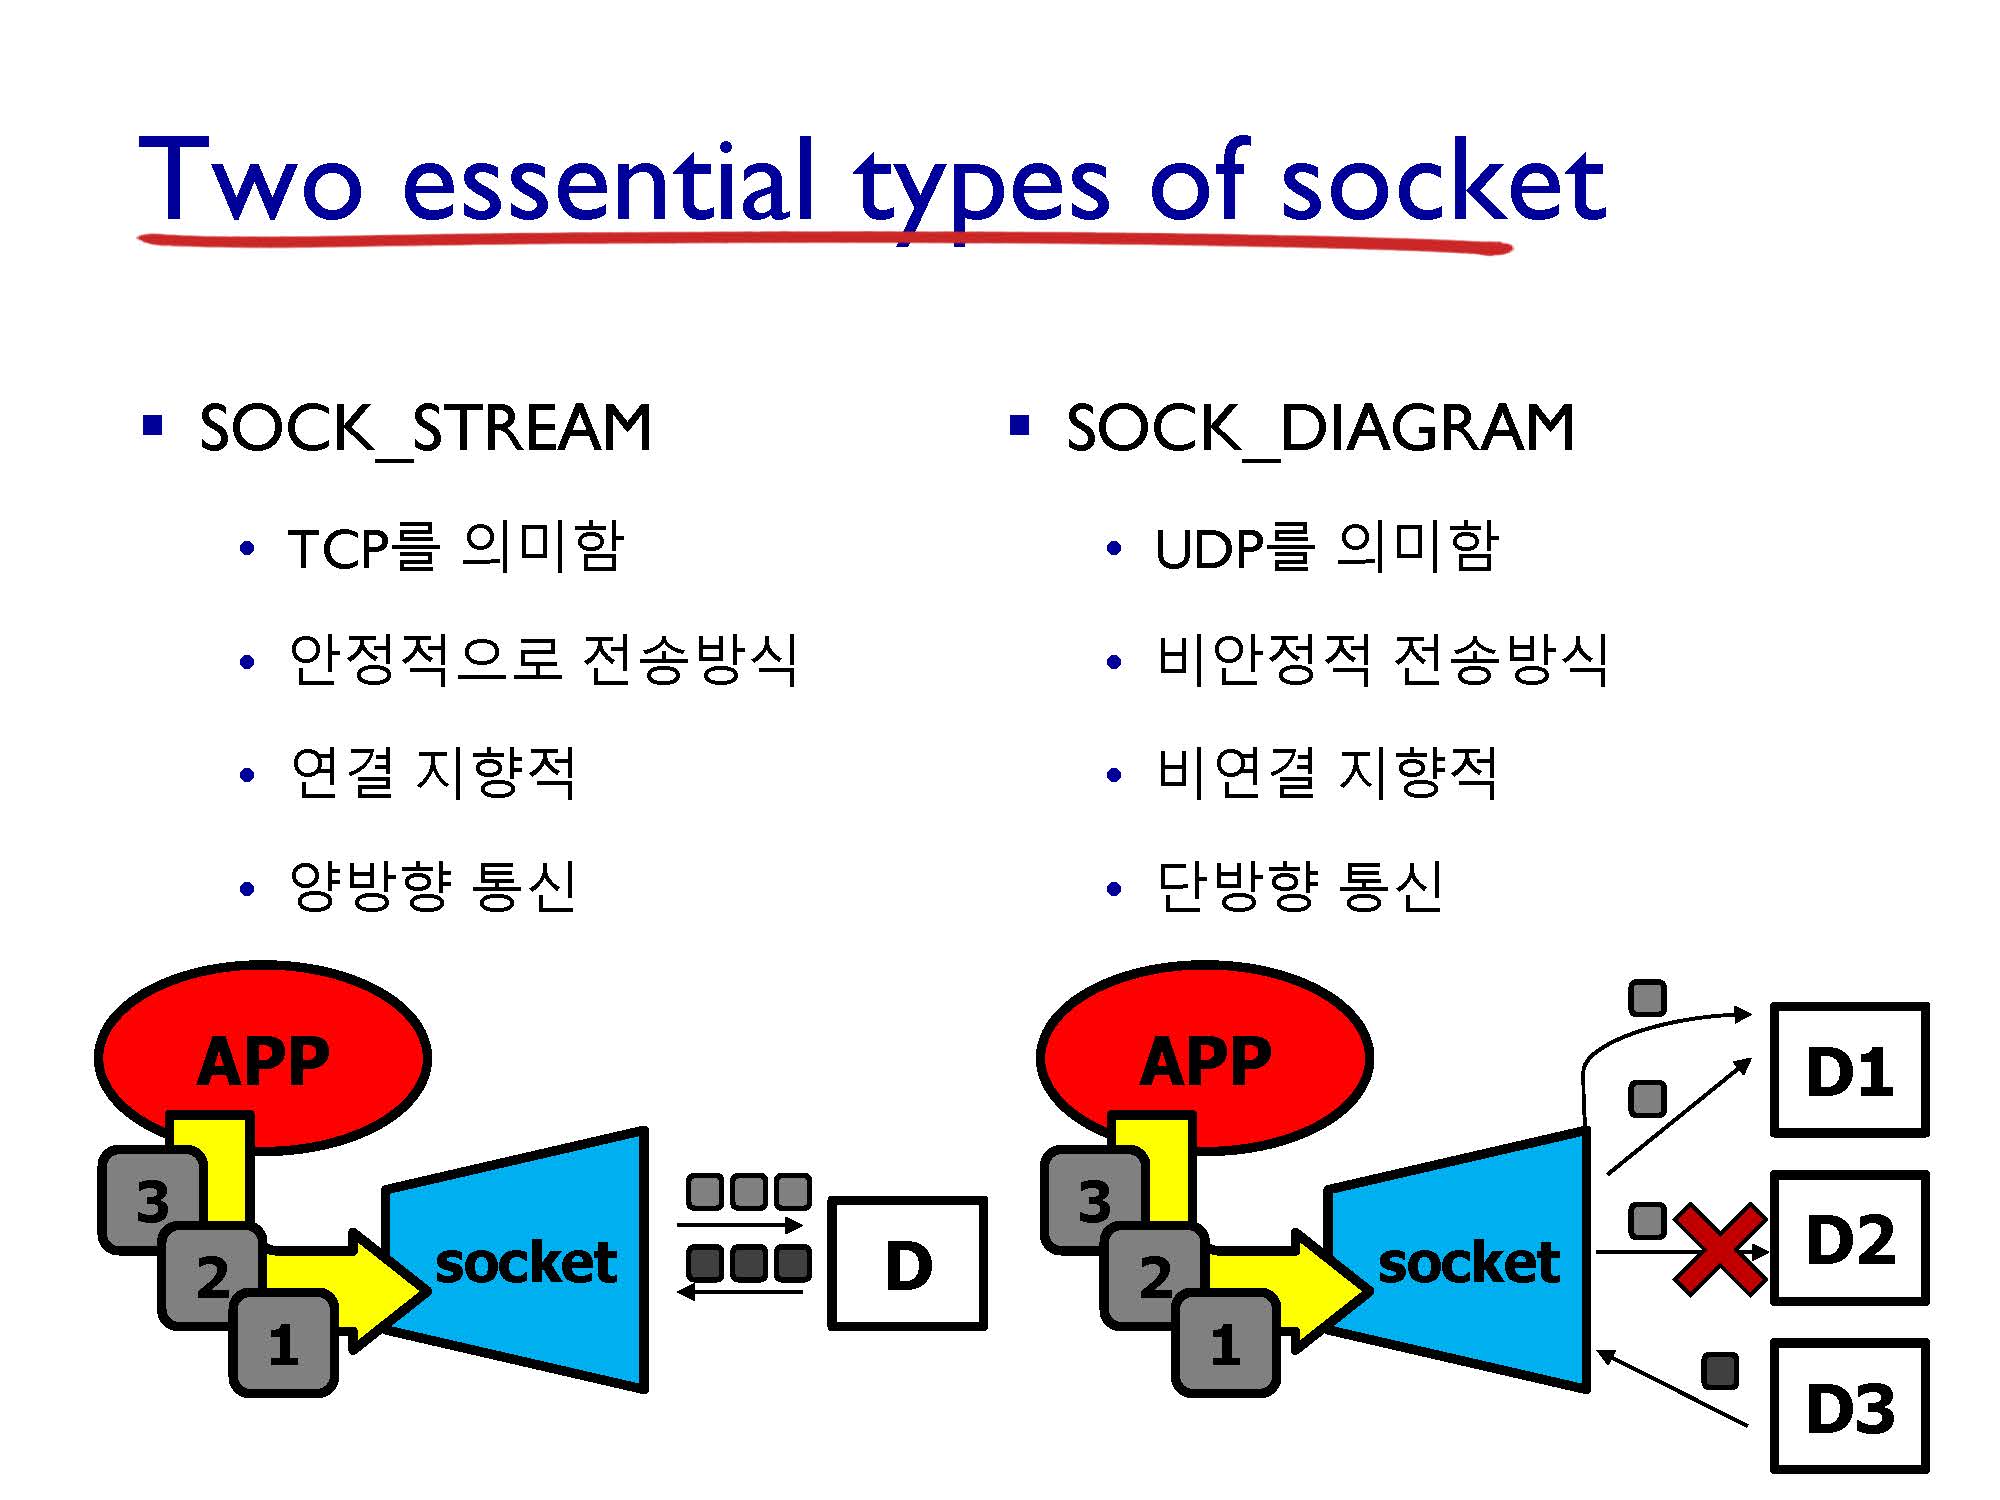 Two essential types of socket
▪ SOCK_STREAM
• TCP를 의미함
• 안정적으로 전송방식
• 연결 지향적
• 양방향 통신
▪ SOCK_DIAGRAM
• UDP를 의미함
• 비안정적 전송방식
• 비연결 지향적
• 단방향 통신
APP
3
2
1
socket
D
APP
3
2
1
socket
D1
D2
D3